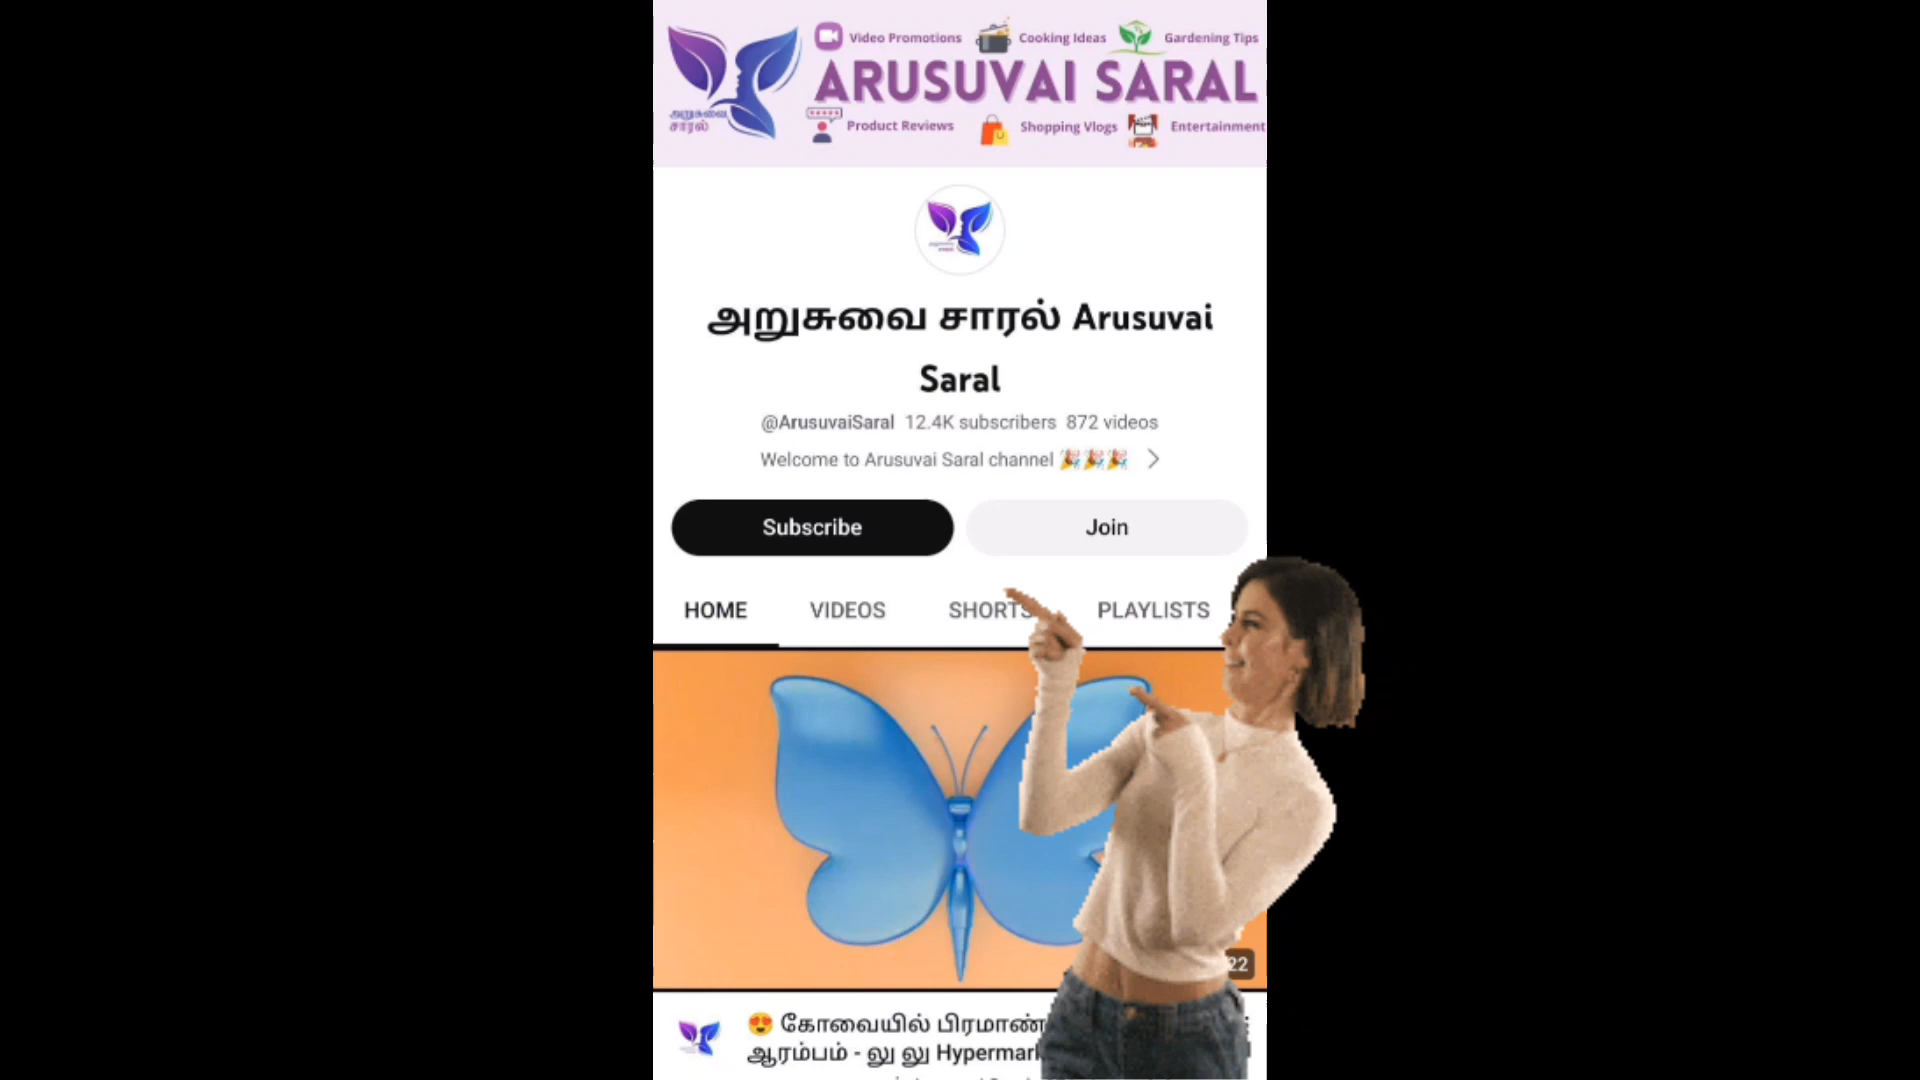 Video Promotions Cooking Ideas Gardening Tips
ARUSUVAI SARAL
அறுசுவை
சாரல்
Product Reviews Shopping Vlogs Entertainment
அறுசுவை சாரல் Arusuvai
Saral
@ArusuvaiSaral 12.4K subscribers 872 videos
Welcome to Arusuvai Saral channel 🎉🎉🎉
Subscribe Join
HOME VIDEOS SHORTS PLAYLISTS
22
😍 கோவையில் பிரமாண்
ஆரம்பம் - லு லு Hypermar